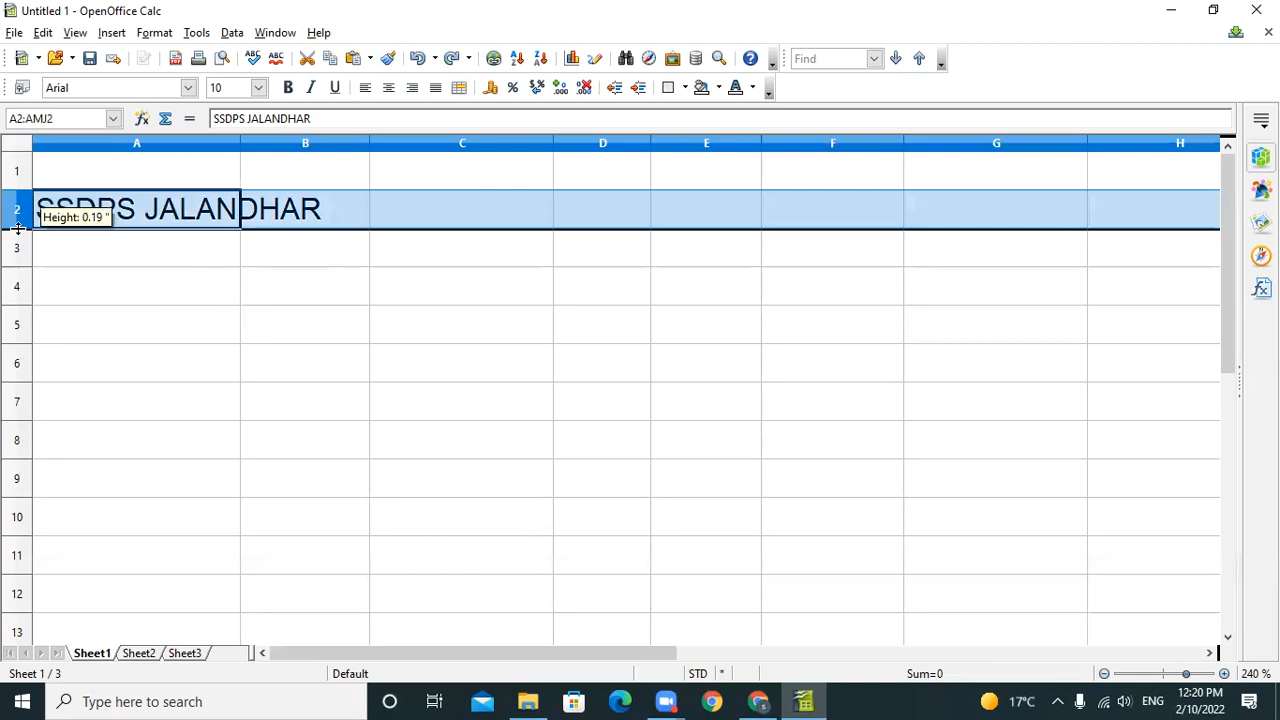 Untitled 1 - OpenOffice Calc
File Edit View Insert Format Tools Data Window Help
Find
Arial 10
A2:AMJ2 SSDPS JALANDHAR
A B C D E F G H
1
2 SSDPS JALANDHAR
Height: 0.19 "
3
4
5
6
7
8
9
10
11
12
13
Sheet1 Sheet2 Sheet3
Sheet 1 / 3 Default STD * Sum=0 240 %
Type here to search 17°C ENG 12:20 PM
2/10/2022